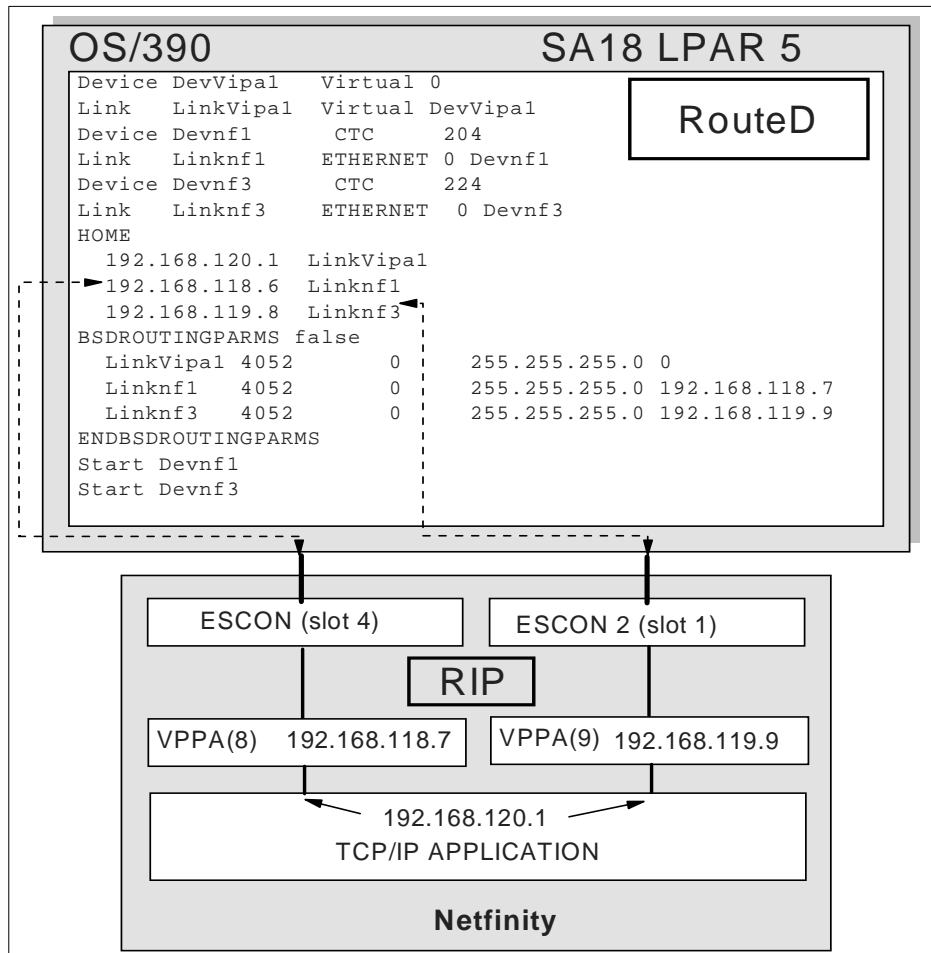 OS/390 SA18 LPAR 5
Device DevVipa1 Virtual 0
Link LinkVipa1 Virtual DevVipa1
Device Devnf1 CTC 204
Link Linknf1 ETHERNET 0 Devnf1
Device Devnf3 CTC 224
Link Linknf3 ETHERNET 0 Devnf3
RouteD
HOME
192.168.120.1 LinkVipa1
192.168.118.6 Linknf1
192.168.119.8 Linknf3
BSDROUTINGPARMS false
LinkVipa1 4052 0 255.255.255.0 0
Linknf1 4052 0 255.255.255.0 192.168.118.7
Linknf3 4052 0 255.255.255.0 192.168.119.9
ENDBSDROUTINGPARMS
Start Devnf1
Start Devnf3
ESCON (slot 4) ESCON 2 (slot 1)
RIP
VPPA(8) 192.168.118.7 VPPA(9) 192.168.119.9
192.168.120.1
TCP/IP APPLICATION
Netfinity